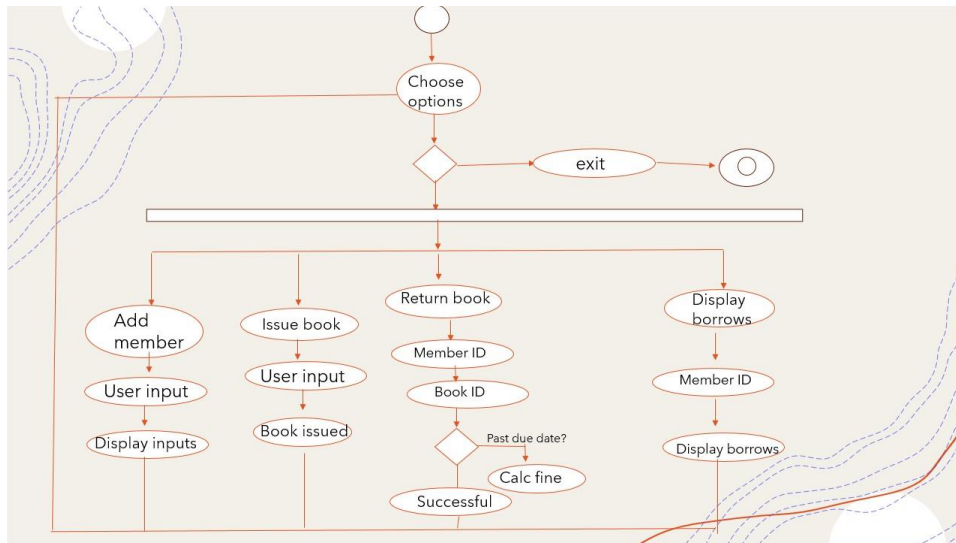 Choose
options
exit
Add
member
User input
Display inputs
Issue book
User input
Book issued
Return book
Member ID
Book ID
Past due date?
Calc fine
Successful
Display
borrows
Member ID
Display borrows